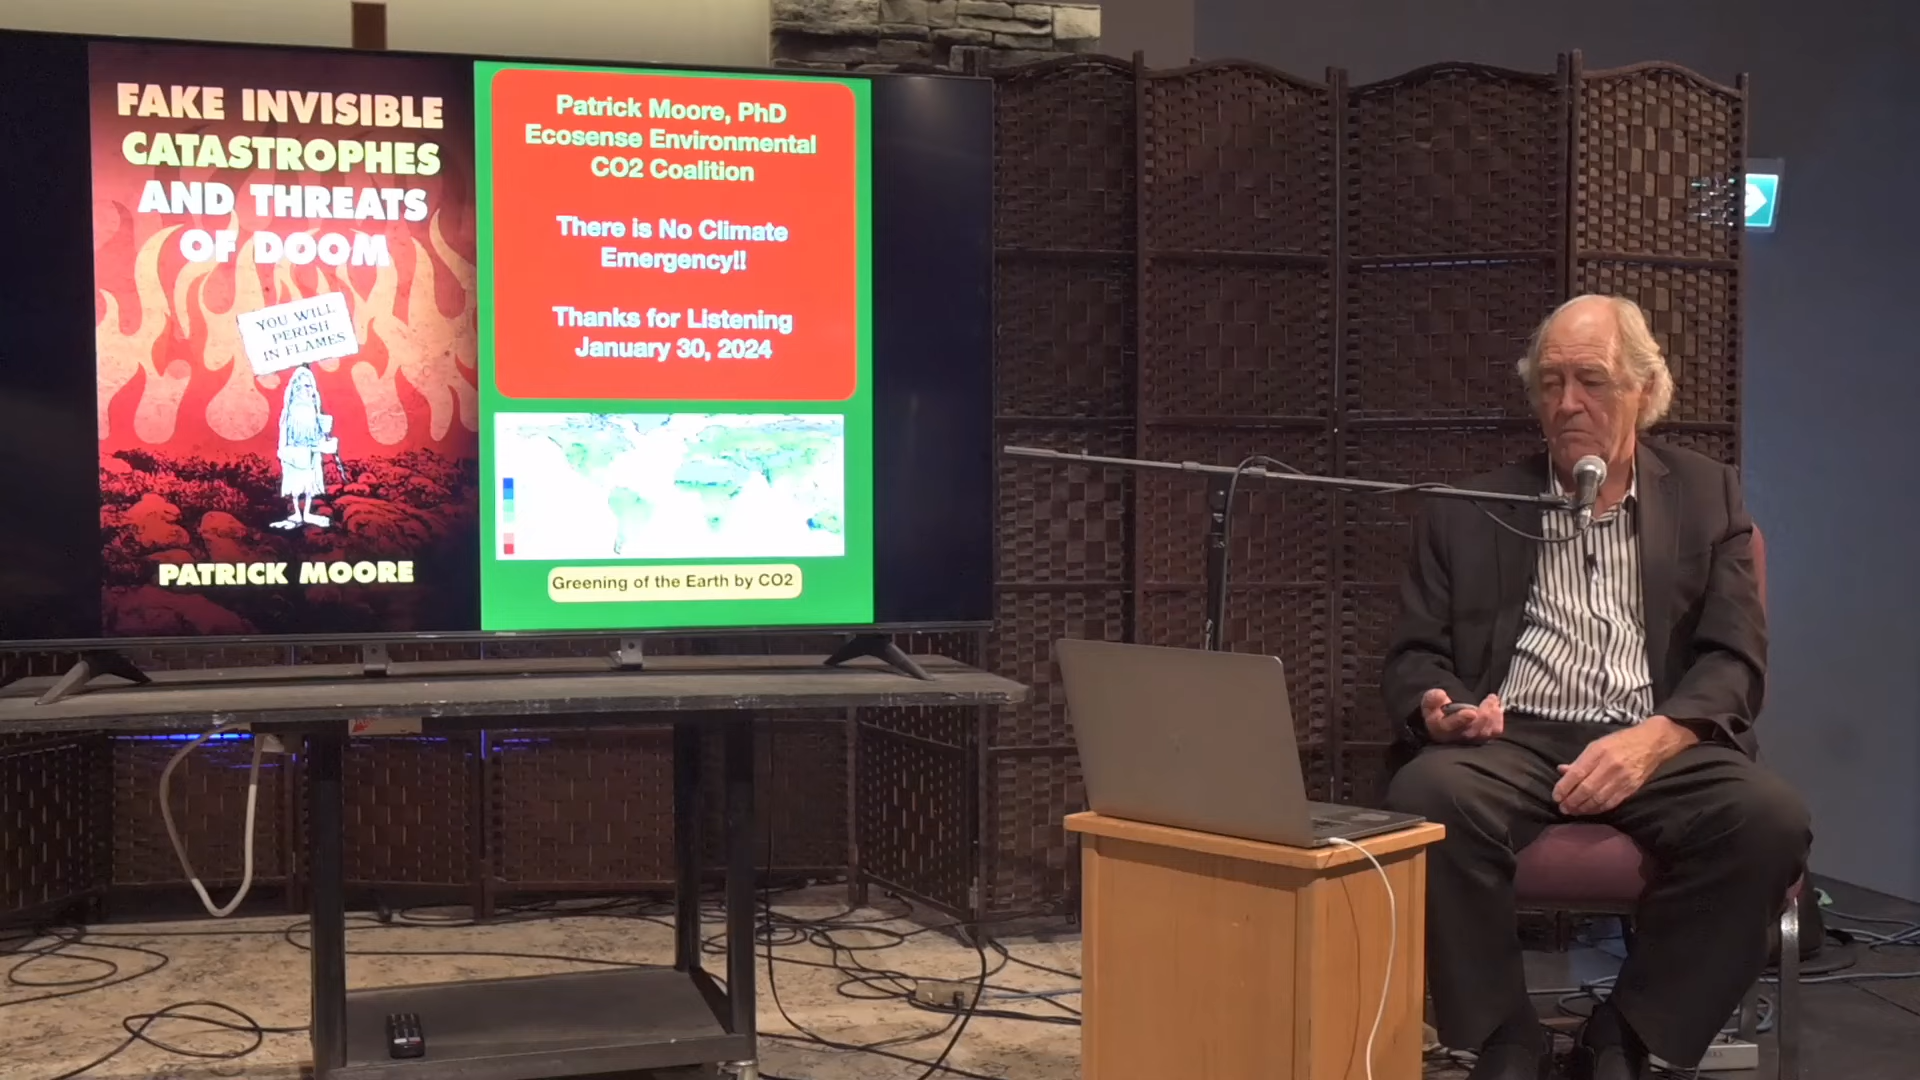 FAKE INVISIBLE
CATASTROPHES
AND THREATS
OF DOOM
YOU WILL
PERISH
IN FLAMES
PATRICK MOORE
Patrick Moore, PhD
Ecosense Environmental
CO2 Coalition
There is No Climate
Emergency!!
Thanks for Listening
January 30, 2024
Greening of the Earth by CO2